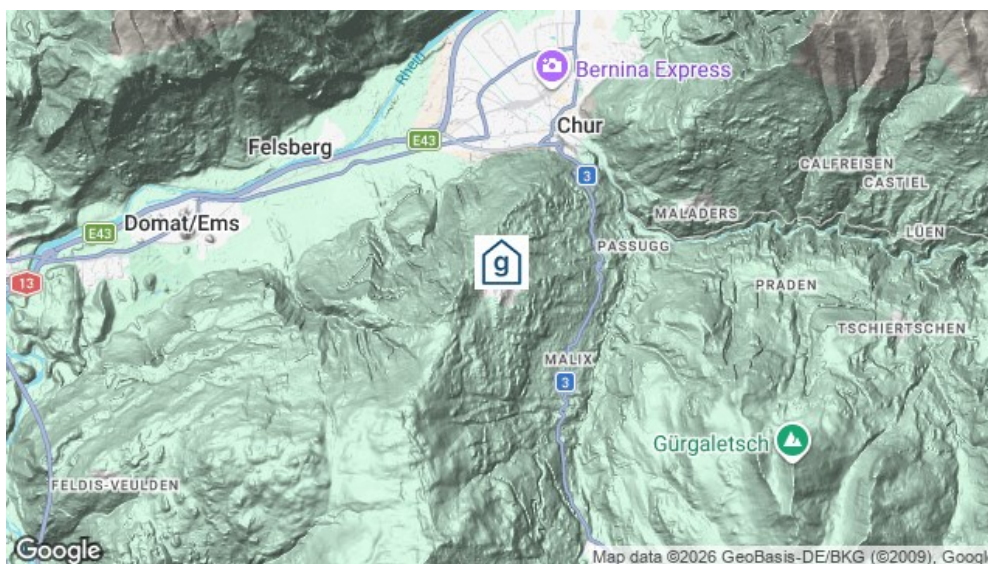 Rhein
Bernina Express
Chur
Felsberg
E43
3
CALFREISEN
CASTIEL
MALADERS
Domat/Ems
E43
PASSUGG
LÜEN
g
13
PRADEN
TSCHIERTSCHEN
MALIX
3
Gürgaletsch
FELDIS-VEULDEN
Google
Map data ©2026 GeoBasis-DE/BKG (©2009), Google